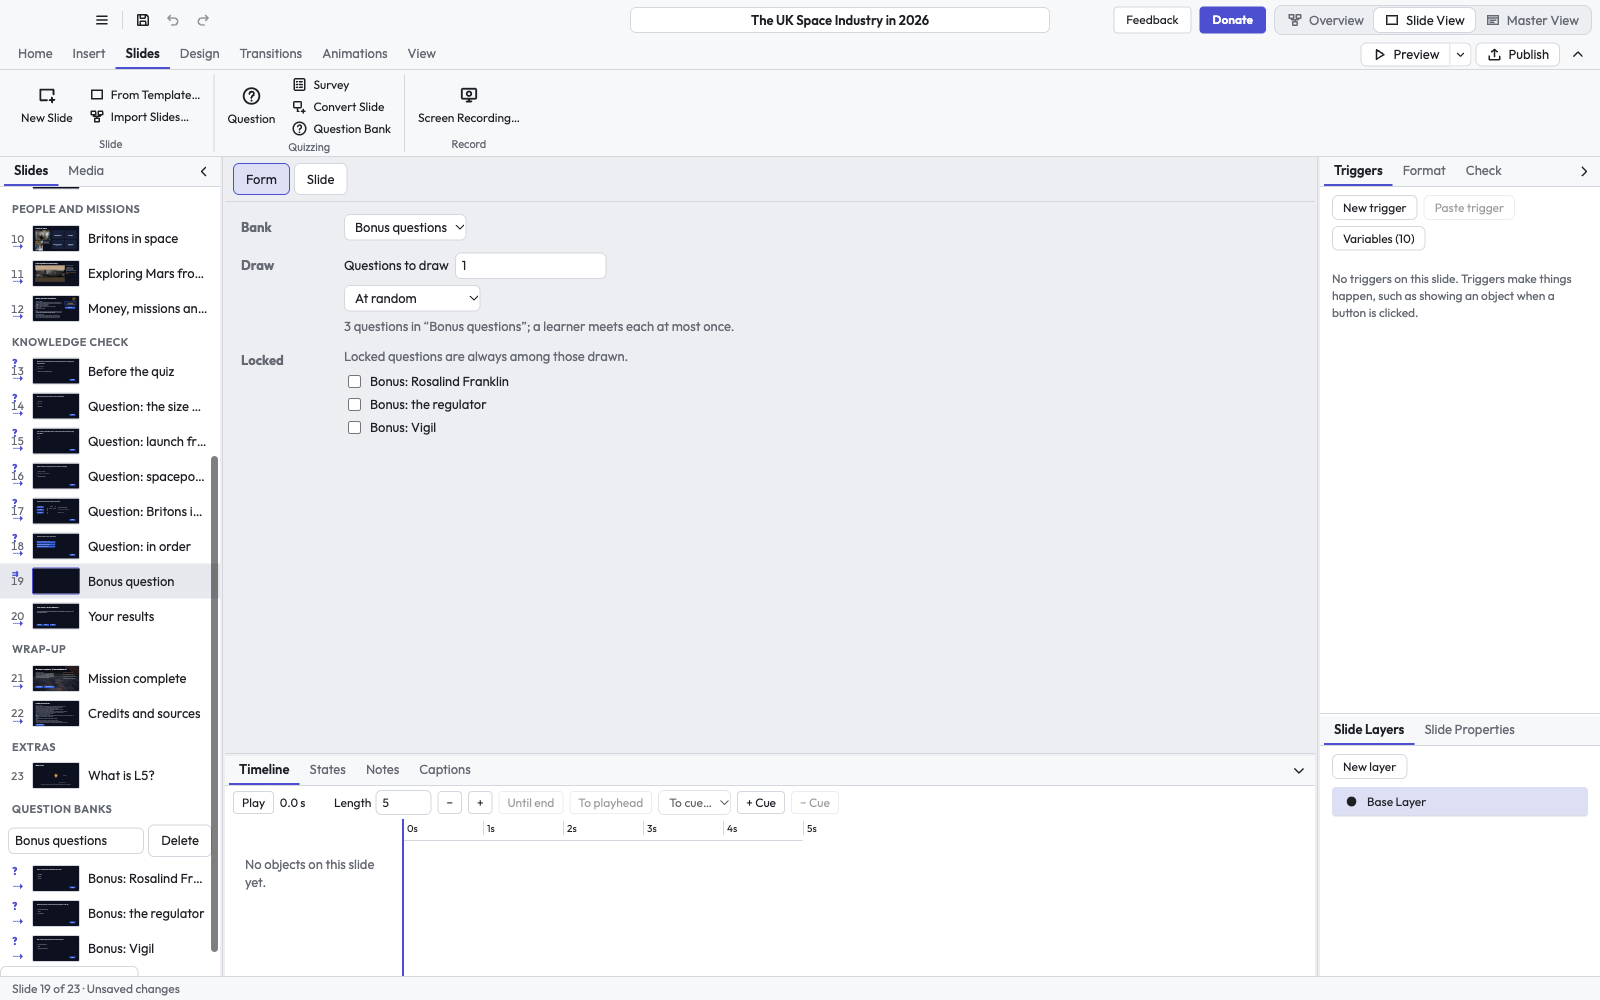 The UK Space Industry in 2026
Feedback
Donate
Overview
Slide View
Master View
Home
Insert
Slides
Design
Transitions
Animations
View
Preview
Publish
New Slide
From Template...
Import Slides...
Slide
Question
Survey
Convert Slide
Question Bank
Quizzing
Screen Recording...
Record
Slides
Media
PEOPLE AND MISSIONS
10 Britons in space
11 Exploring Mars fro...
12 Money, missions an...
KNOWLEDGE CHECK
13 Before the quiz
14 Question: the size ...
15 Question: launch fr...
16 Question: spacepo...
17 Question: Britons i...
18 Question: in order
19 Bonus question
20 Your results
WRAP-UP
21 Mission complete
22 Credits and sources
EXTRAS
23 What is L5?
QUESTION BANKS
Bonus questions
Delete
Bonus: Rosalind Fr...
Bonus: the regulator
Bonus: Vigil
Form
Slide
Bank
Bonus questions
Draw
Questions to draw 1
At random
3 questions in “Bonus questions”; a learner meets each at most once.
Locked
Locked questions are always among those drawn.
Bonus: Rosalind Franklin
Bonus: the regulator
Bonus: Vigil
Timeline
States
Notes
Captions
Play
0.0 s
Length 5
−
+
Until end
To playhead
To cue...
+ Cue
− Cue
0s
1s
2s
3s
4s
5s
No objects on this slide
yet.
Triggers
Format
Check
New trigger
Paste trigger
Variables (10)
No triggers on this slide. Triggers make things
happen, such as showing an object when a
button is clicked.
Slide Layers
Slide Properties
New layer
Base Layer
Slide 19 of 23 · Unsaved changes